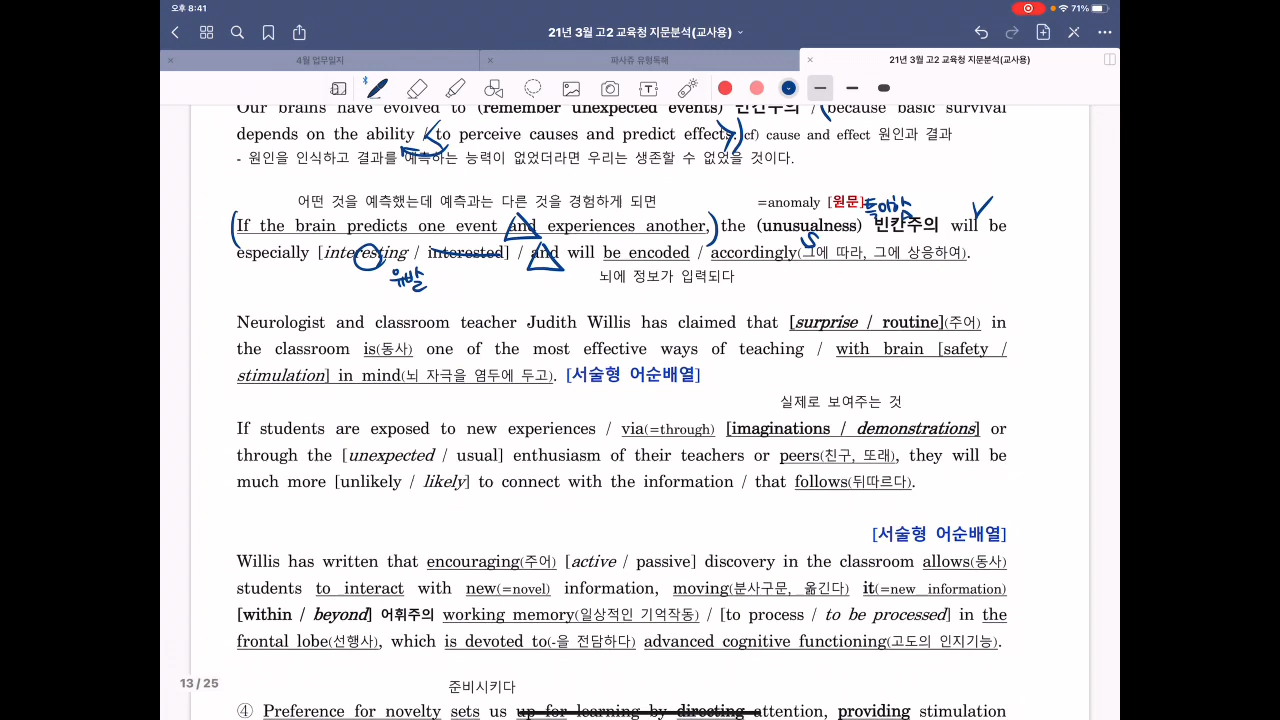 오후 8:41
71%
21년 3월 고2 교육청 지문분석(교사용)
4월 업무일지
파사쥬 유형독해
21년 3월 고2 교육청 지문분석(교사용)
Our brains have evolved to (remember unexpected events) 빈칸주의 / because basic survival
depends on the ability / to perceive causes and predict effects. cf) cause and effect 원인과 결과
- 원인을 인식하고 결과를 예측하는 능력이 없었더라면 우리는 생존할 수 없었을 것이다.
어떤 것을 예측했는데 예측과는 다른 것을 경험하게 되면
=anomaly [원문] 특이함
If the brain predicts one event and experiences another, the (unusualness) 빈칸주의 will be
S
especially [interesting / interested] / and will be encoded / accordingly(그에 따라, 그에 상응하여).
유발
뇌에 정보가 입력되다
Neurologist and classroom teacher Judith Willis has claimed that [surprise / routine](주어) in
the classroom is(동사) one of the most effective ways of teaching / with brain [safety /
stimulation] in mind(뇌 자극을 염두에 두고). [서술형 어순배열]
실제로 보여주는 것
If students are exposed to new experiences / via(=through) [imaginations / demonstrations] or
through the [unexpected / usual] enthusiasm of their teachers or peers(친구, 또래), they will be
much more [unlikely / likely] to connect with the information / that follows(뒤따르다).
[서술형 어순배열]
Willis has written that encouraging(주어) [active / passive] discovery in the classroom allows(동사)
students to interact with new(=novel) information, moving(분사구문, 옮긴다) it(=new information)
[within / beyond] 어휘주의 working memory(일상적인 기억작동) / [to process / to be processed] in the
frontal lobe(선행사), which is devoted to(-을 전담하다) advanced cognitive functioning(고도의 인지기능).
13 / 25
준비시키다
④ Preference for novelty sets us up for learning by directing attention, providing stimulation